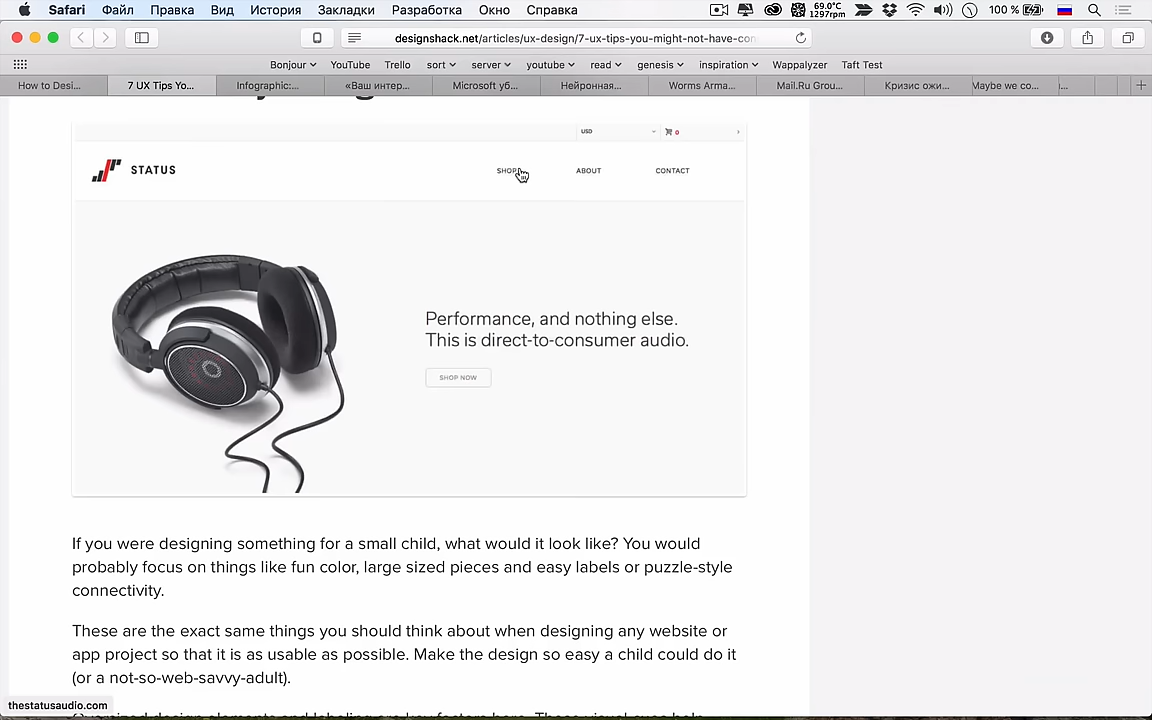 Safari Файл Правка Вид История Закладки Разработка Окно Справка 69.0°C 1297rpm 100 %
designshack.net/articles/ux-design/7-ux-tips-you-might-not-have-con
Bonjour YouTube Trello sort server youtube read genesis inspiration Wappalyzer Taft Test
How to Desi... 7 UX Tips Yo... Infographic:... «Ваш интер... Microsoft уб... Нейронная... Worms Arma... Mail.Ru Grou... Кризис ожи... Maybe we co...
USD 0
STATUS SHOP ABOUT CONTACT
Performance, and nothing else.
This is direct-to-consumer audio.
SHOP NOW
If you were designing something for a small child, what would it look like? You would
probably focus on things like fun color, large sized pieces and easy labels or puzzle-style
connectivity.
These are the exact same things you should think about when designing any website or
app project so that it is as usable as possible. Make the design so easy a child could do it
(or a not-so-web-savvy-adult).
thestatusaudio.com